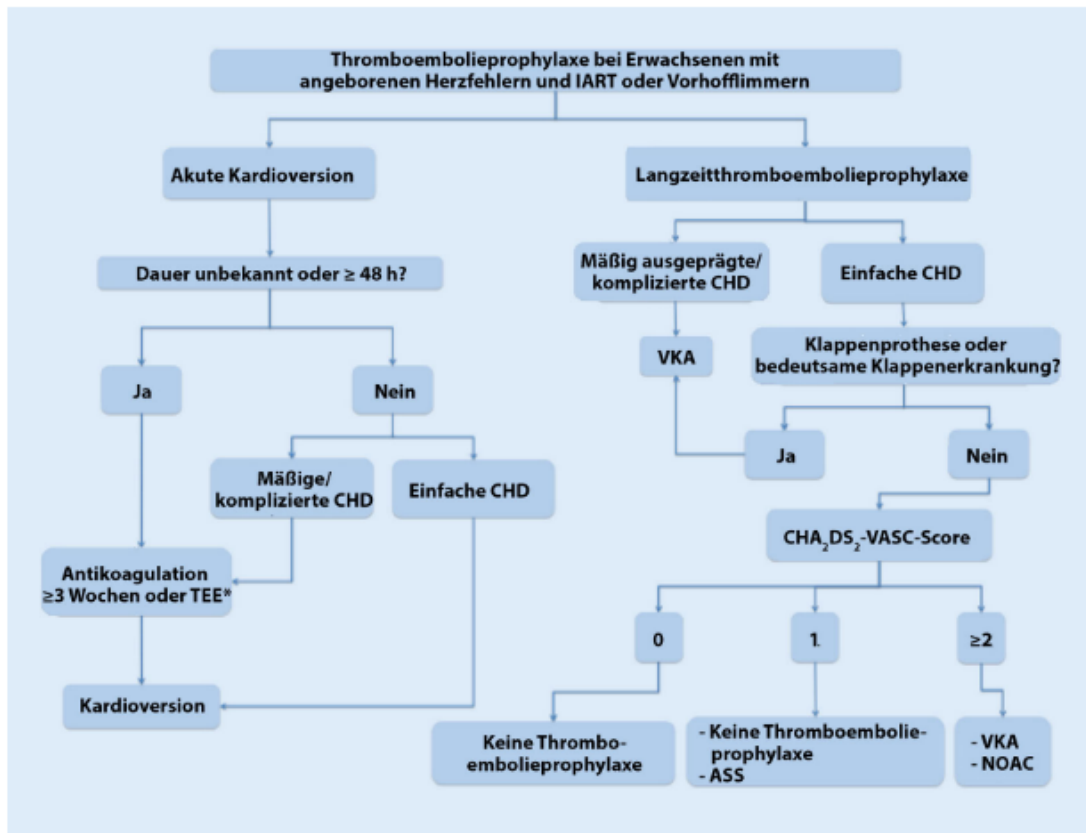 Thromboembolieprophylaxe bei Erwachsenen mit
angeborenen Herzfehlern und IART oder Vorhofflimmern
Akute Kardioversion
Langzeitthromboembolieprophylaxe
Dauer unbekannt oder ≥ 48 h?
Mäßig ausgeprägte/
komplizierte CHD
Einfache CHD
VKA
Klappenprothese oder
bedeutsame Klappenerkrankung?
Ja
Nein
Ja
Nein
Mäßige/
komplizierte CHD
Einfache CHD
CHA₂DS₂-VASC-Score
Antikoagulation
≥3 Wochen oder TEE*
0
1.
≥2
Kardioversion
Keine Thrombo-
embolieprophylaxe
- Keine Thromboembolie-
prophylaxe
- ASS
- VKA
- NOAC